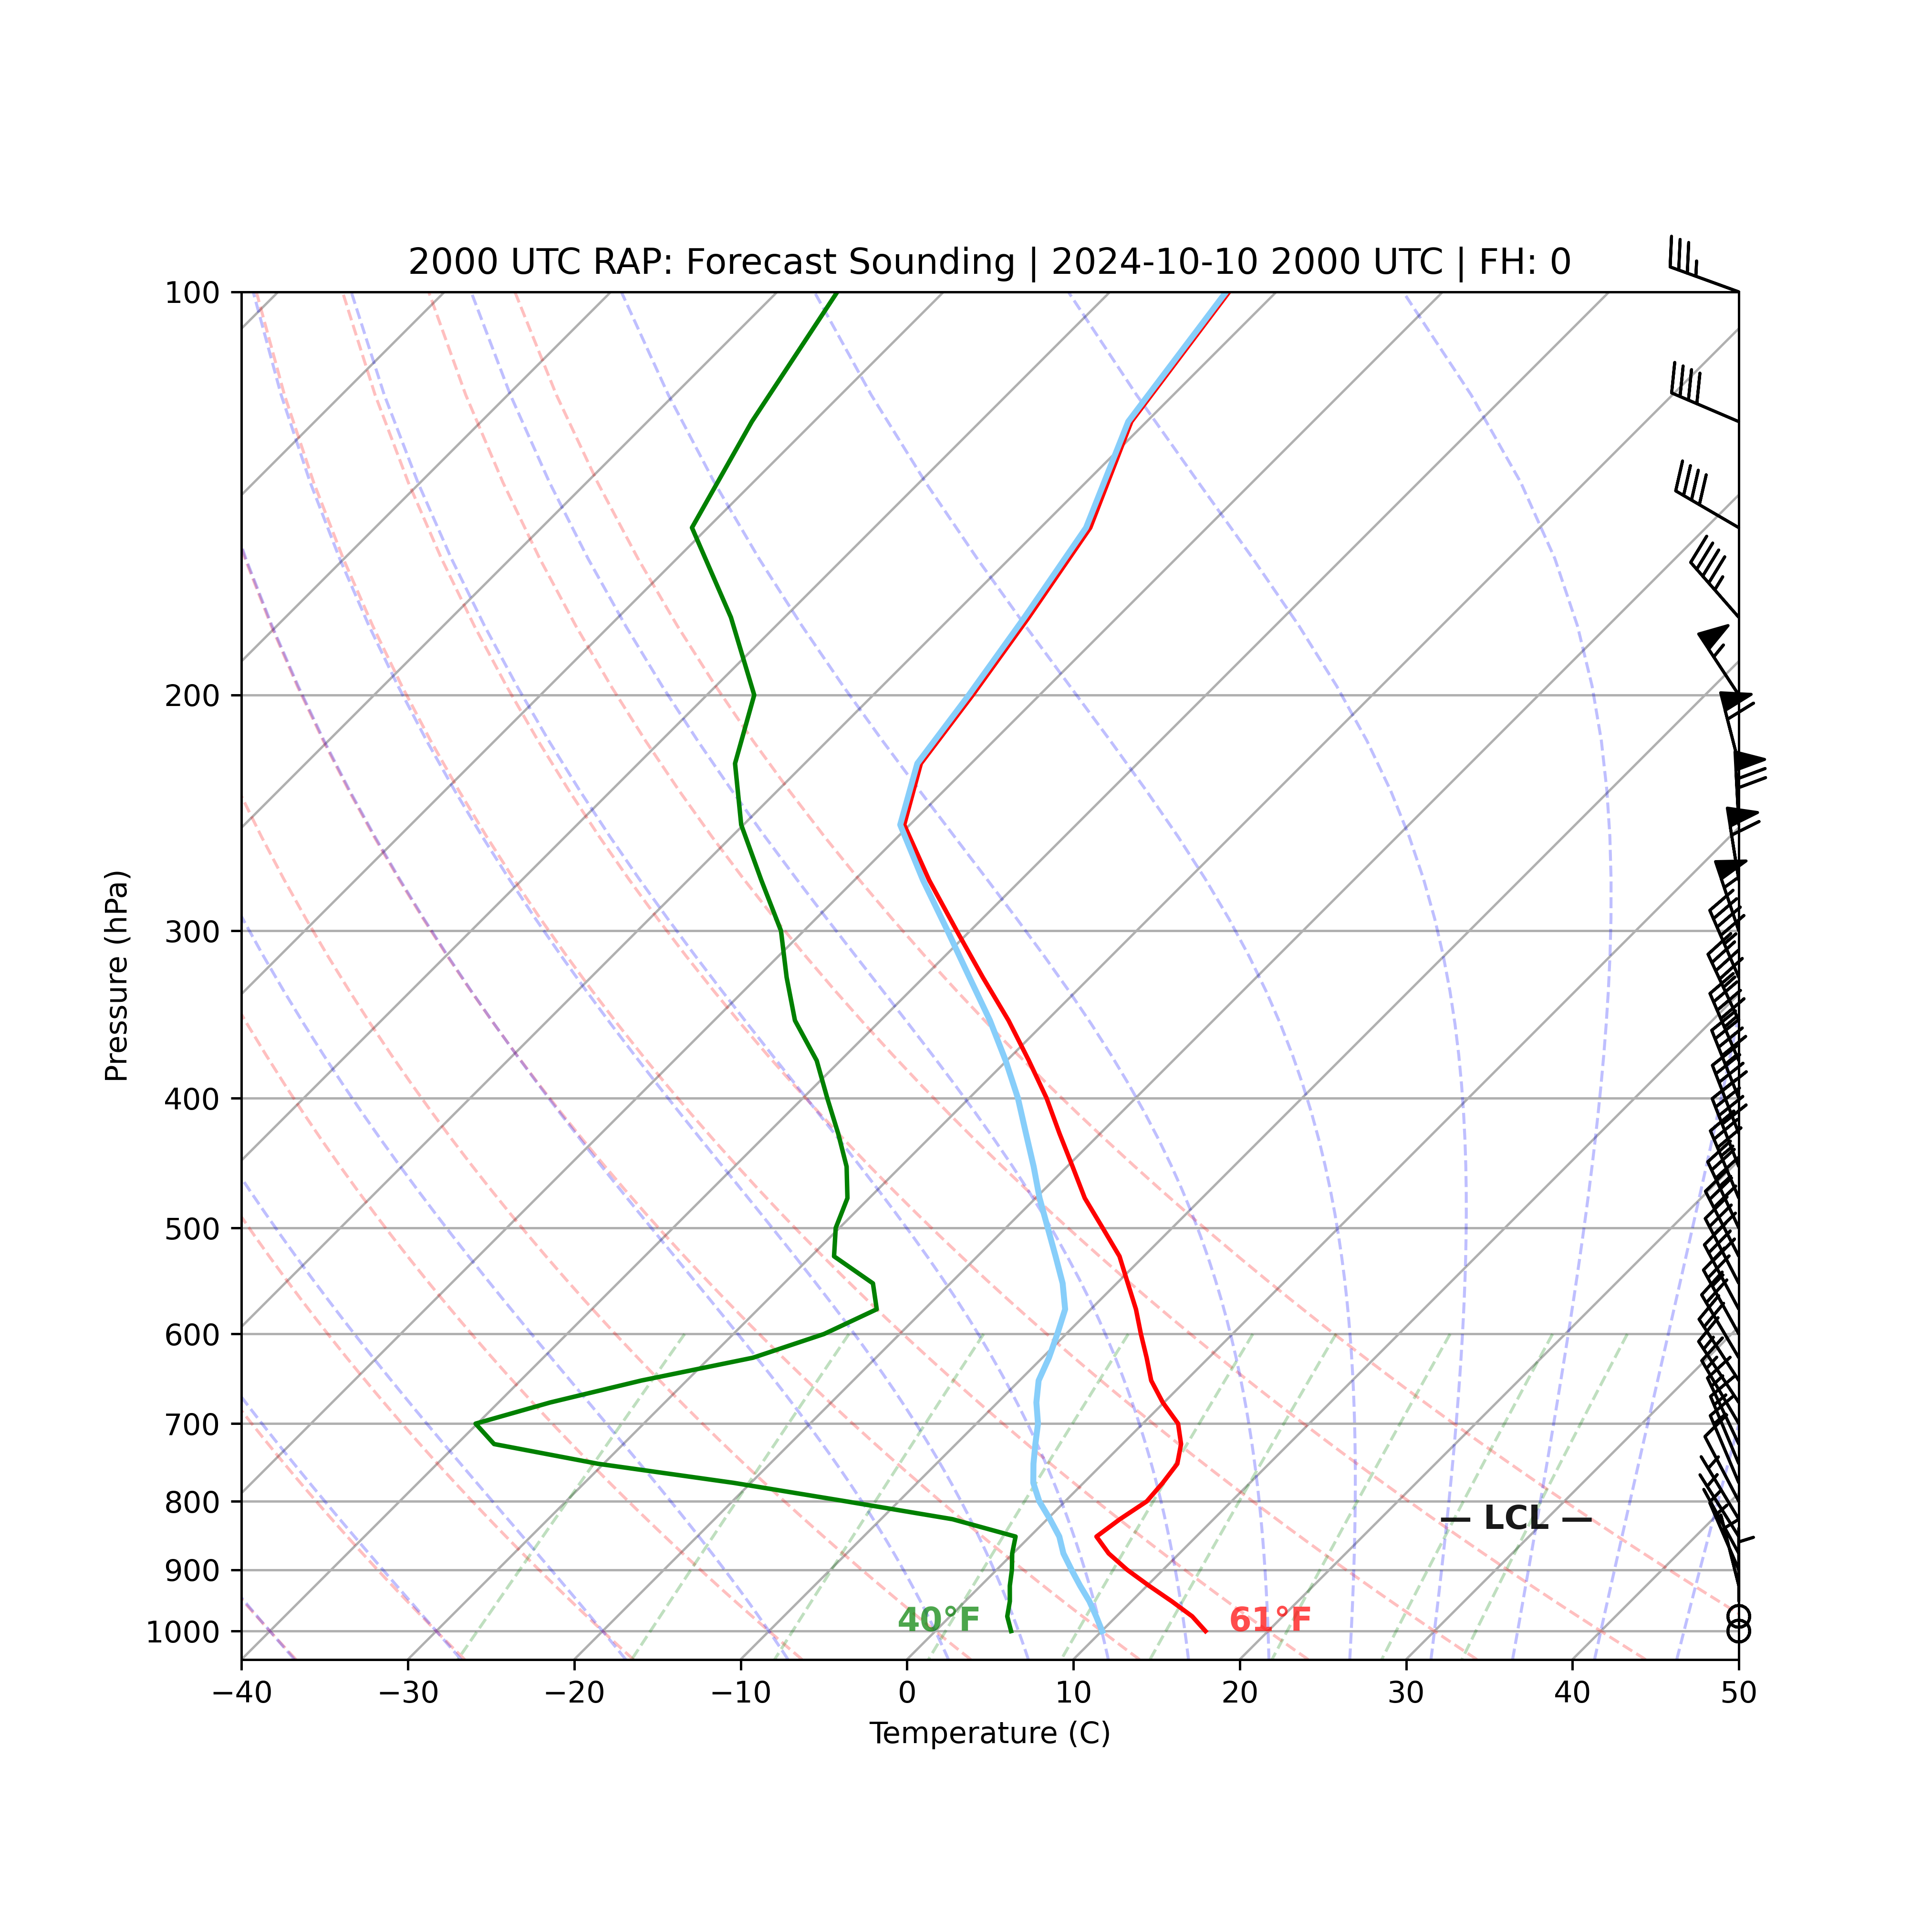 2000 UTC RAP: Forecast Sounding | 2024-10-10 2000 UTC | FH: 0
100
200
300
400
500
600
700
800
900
1000
Pressure (hPa)
— LCL —
40°F
61°F
−40 −30 −20 −10 0 10 20 30 40 50
Temperature (C)